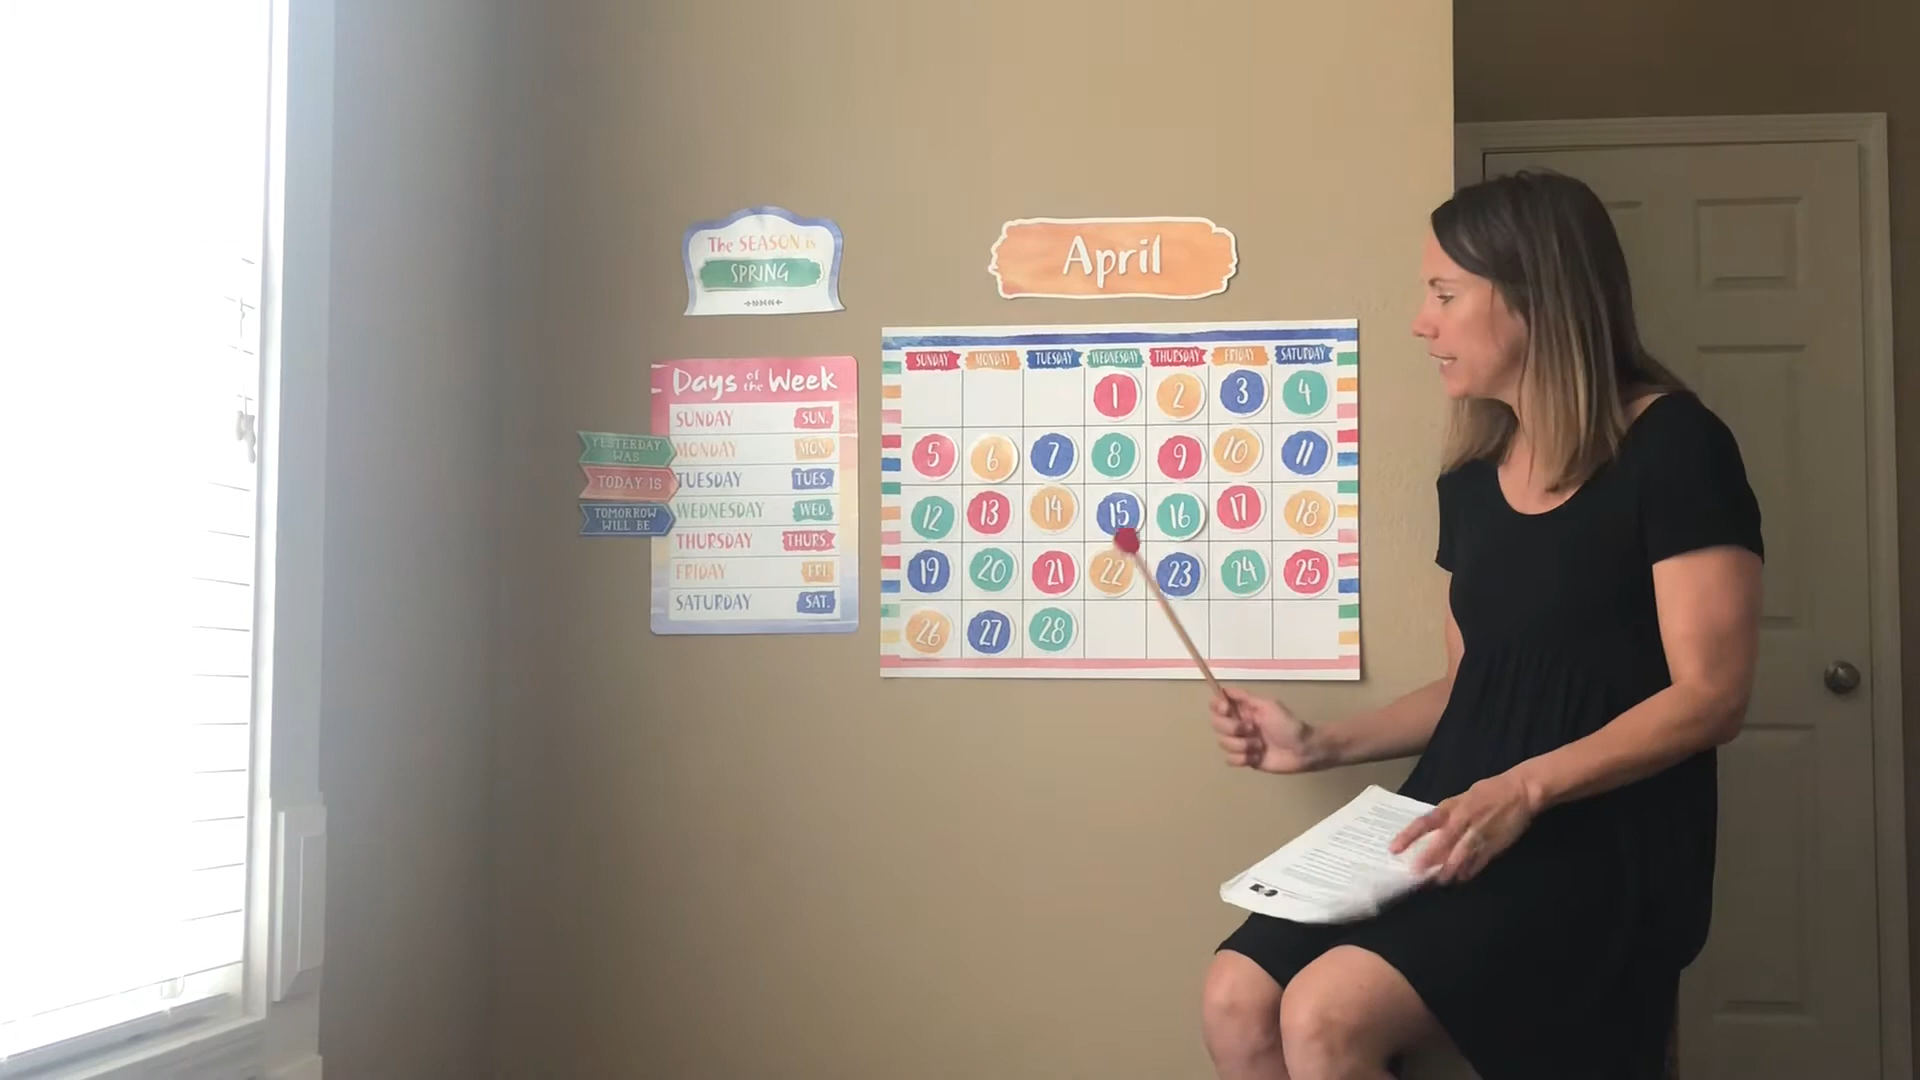 The SEASON is
SPRING
April
Days of the Week
SUNDAY SUN.
MONDAY MON.
TUESDAY TUES.
WEDNESDAY WED.
THURSDAY THURS.
FRIDAY FRI.
SATURDAY SAT.
YESTERDAY
WAS
TODAY IS
TOMORROW
WILL BE
SUNDAY MONDAY TUESDAY WEDNESDAY THURSDAY FRIDAY SATURDAY
1 2 3 4
5 6 7 8 9 10 11
12 13 14 15 16 17 18
19 20 21 22 23 24 25
26 27 28